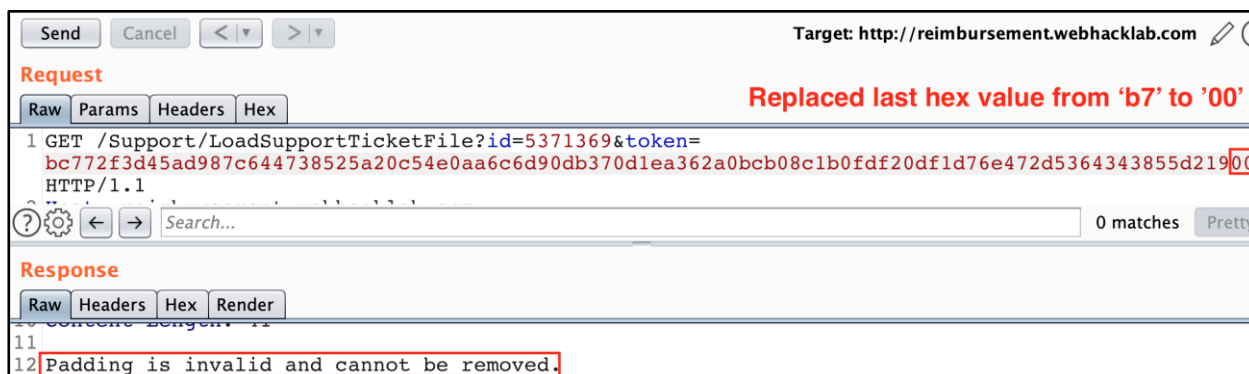 Send Cancel < > Target: http://reimbursement.webhacklab.com
Request
Raw Params Headers Hex
Replaced last hex value from ‘b7’ to ’00’
1 GET /Support/LoadSupportTicketFile?id=5371369&token=
bc772f3d45ad987c644738525a20c54e0aa6c6d90db370d1ea362a0bcb08c1b0fdf20df1d76e472d5364343855d21900
HTTP/1.1
? ← → Search... 0 matches Pretty
Response
Raw Headers Hex Render
11
12 Padding is invalid and cannot be removed.